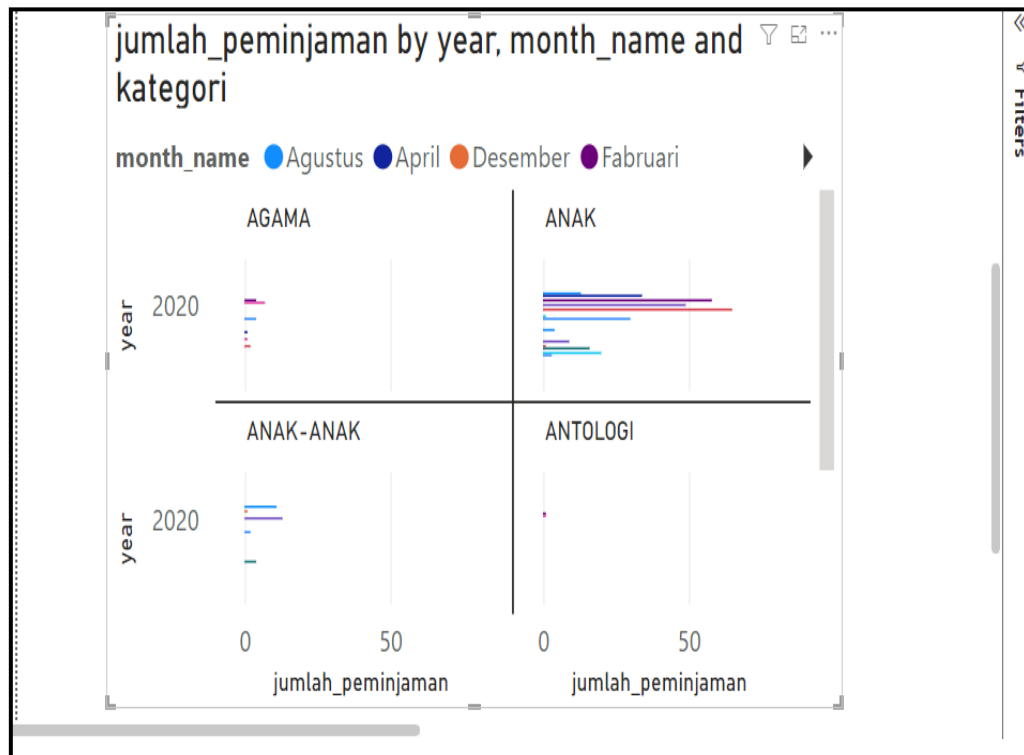 jumlah_peminjaman by year, month_name and
kategori
month_name Agustus April Desember Fabruari
AGAMA
ANAK
year
2020
ANAK-ANAK
ANTOLOGI
year
2020
0
50
0
50
jumlah_peminjaman
jumlah_peminjaman
Filters